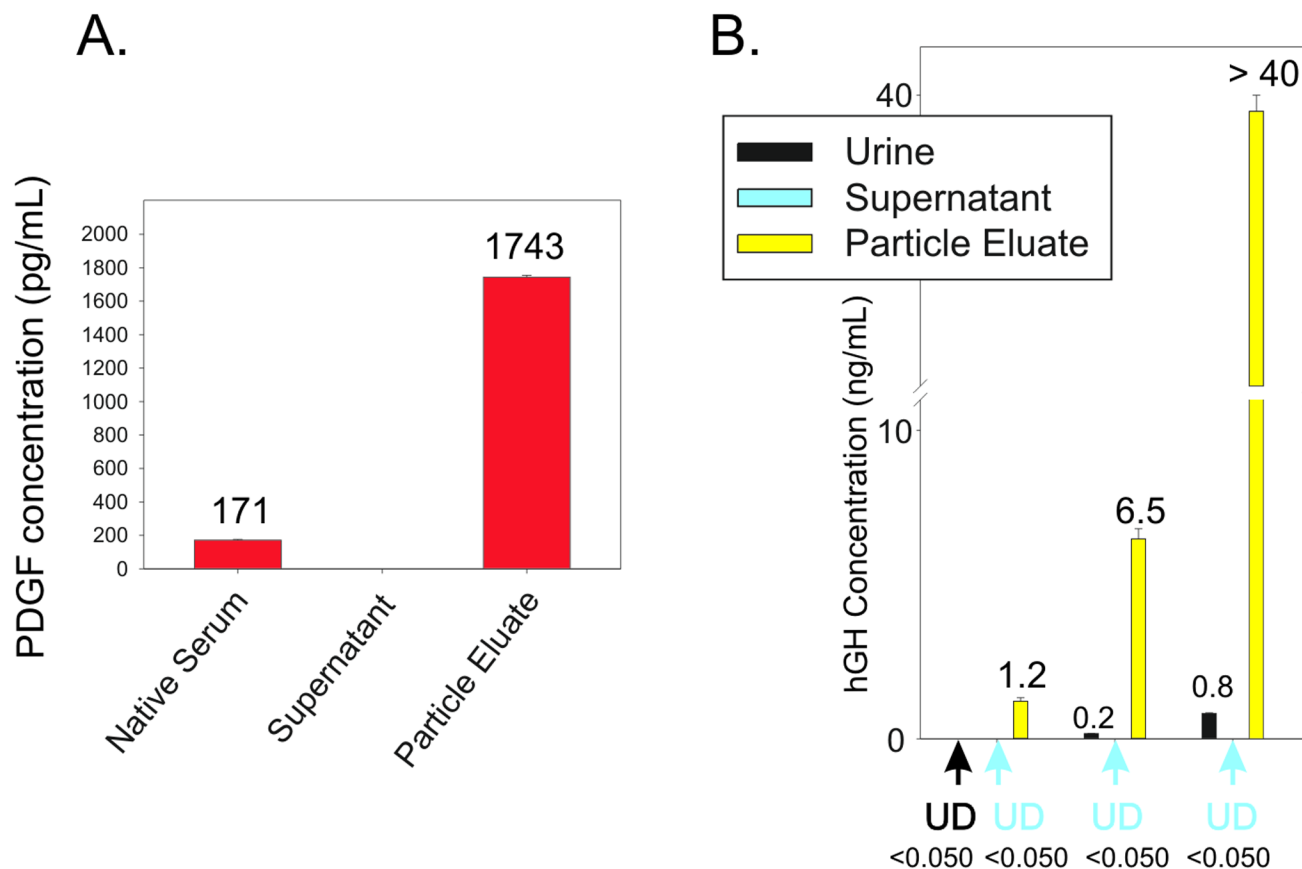 A.
PDGF concentration (pg/mL)
2000
1800
1600
1400
1200
1000
800
600
400
200
0
171
1743
Native Serum
Supernatant
Particle Eluate
B.
hGH Concentration (ng/mL)
40
10
0
Urine
Supernatant
Particle Eluate
> 40
6.5
1.2
0.2
0.8
UD UD UD UD
<0.050 <0.050 <0.050 <0.050